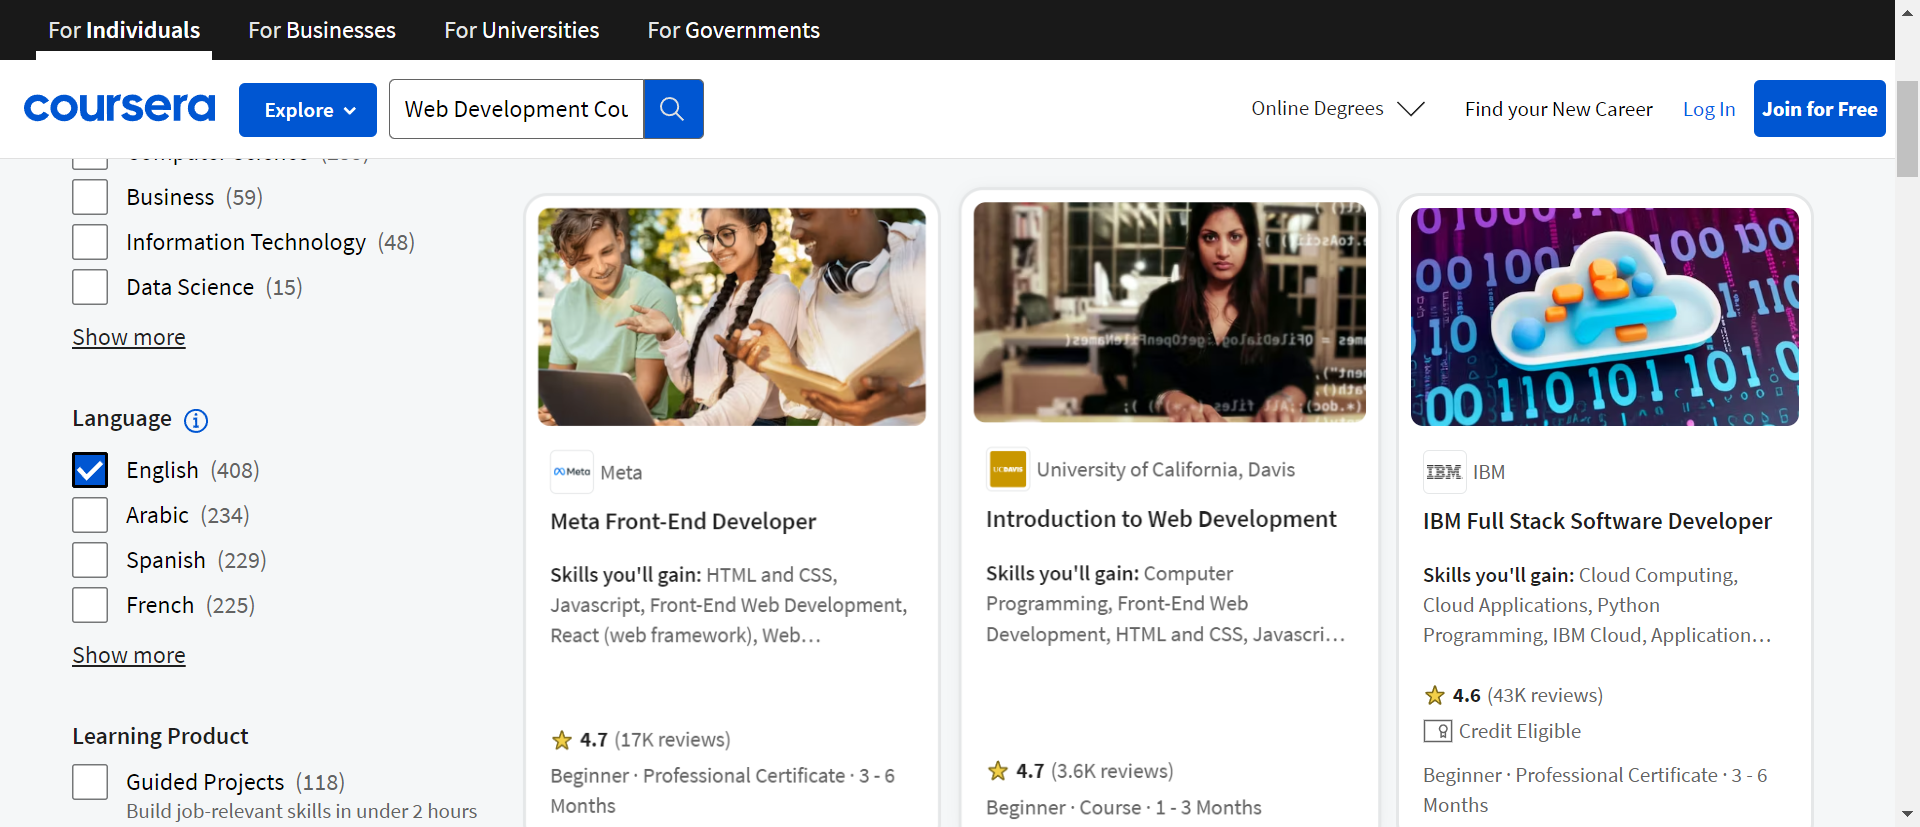 For Individuals
For Businesses
For Universities
For Governments
coursera
Explore
Web Development Cou
Online Degrees
Find your New Career
Log In
Join for Free
Business (59)
Information Technology (48)
Data Science (15)
Show more
Language
English (408)
Arabic (234)
Spanish (229)
French (225)
Show more
Learning Product
Guided Projects (118)
Build job-relevant skills in under 2 hours
Meta
Meta
Meta Front-End Developer
Skills you'll gain: HTML and CSS,
Javascript, Front-End Web Development,
React (web framework), Web...
4.7 (17K reviews)
Beginner · Professional Certificate · 3 - 6
Months
UCDAVIS
University of California, Davis
Introduction to Web Development
Skills you'll gain: Computer
Programming, Front-End Web
Development, HTML and CSS, Javascri...
4.7 (3.6K reviews)
Beginner · Course · 1 - 3 Months
IBM
IBM
IBM Full Stack Software Developer
Skills you'll gain: Cloud Computing,
Cloud Applications, Python
Programming, IBM Cloud, Application...
4.6 (43K reviews)
Credit Eligible
Beginner · Professional Certificate · 3 - 6
Months